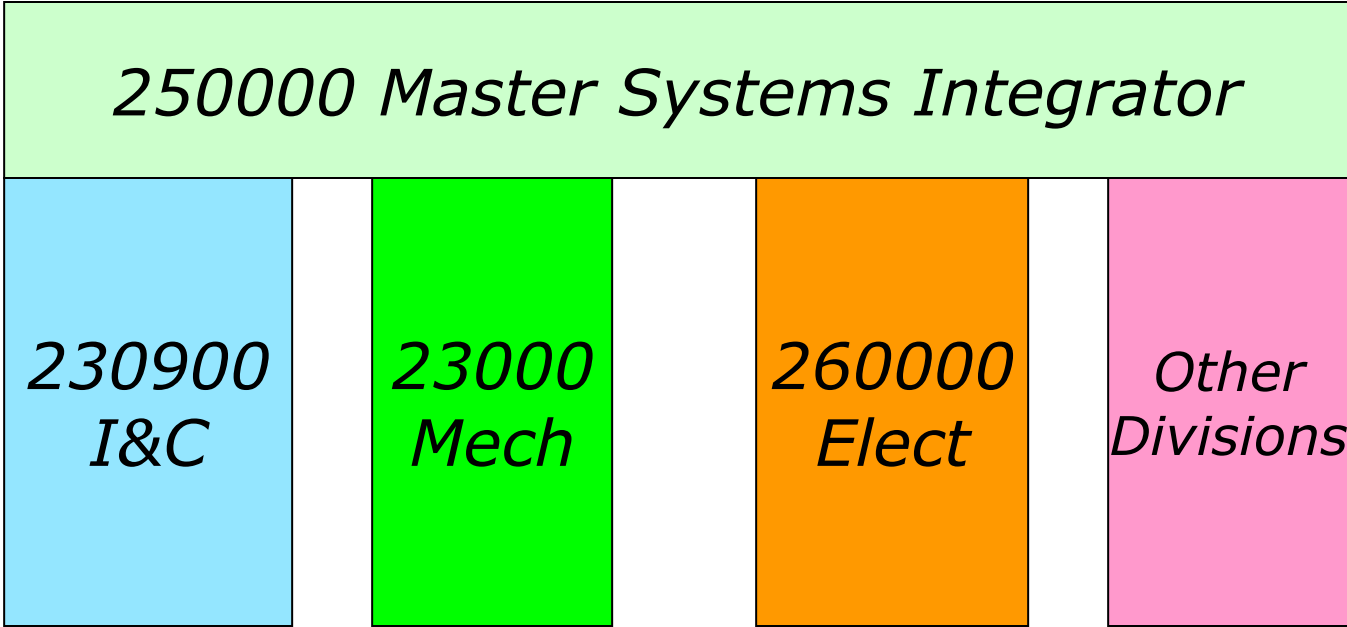 250000 Master Systems Integrator
230900
I&C
23000
Mech
260000
Elect
Other
Divisions